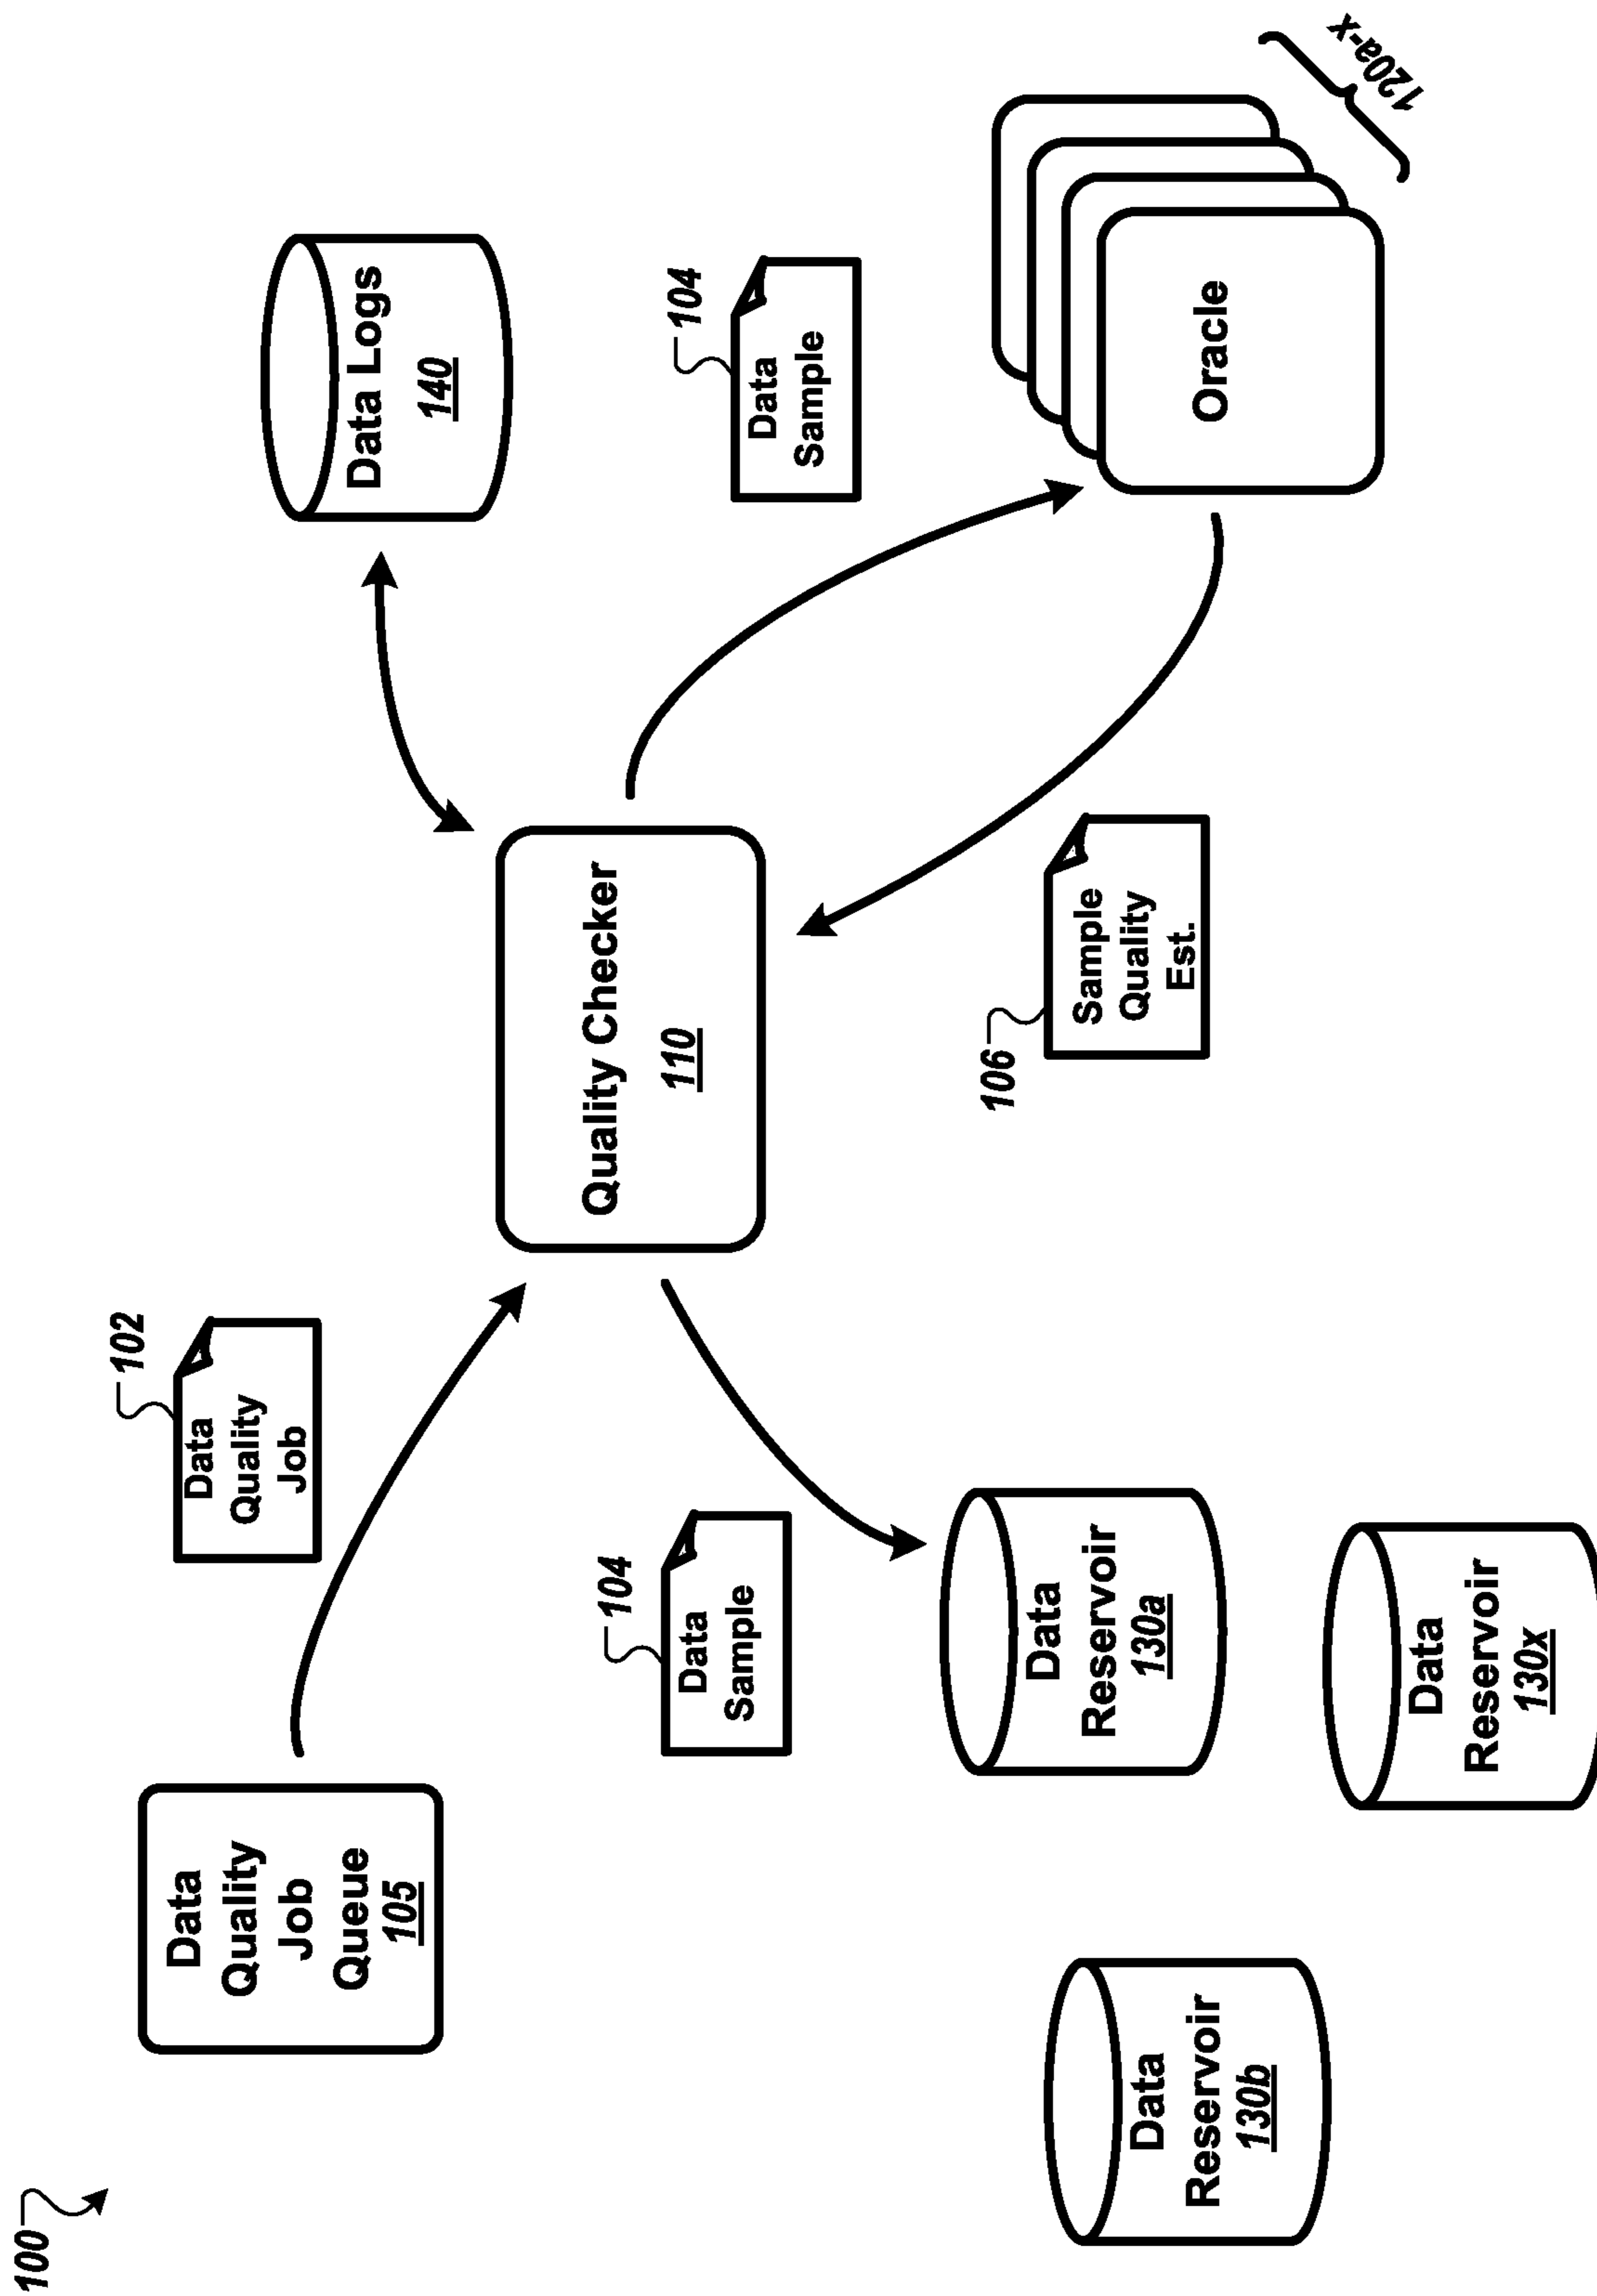 100
Data
Quality
Job
Queue
105
102
Data
Quality
Job
Quality Checker
110
Data Logs
140
104
Data
Sample
104
Data
Sample
Oracle
120a-x
106
Sample
Quality
Est.
Data
Reservoir
130a
Data
Reservoir
130b
Data
Reservoir
130x